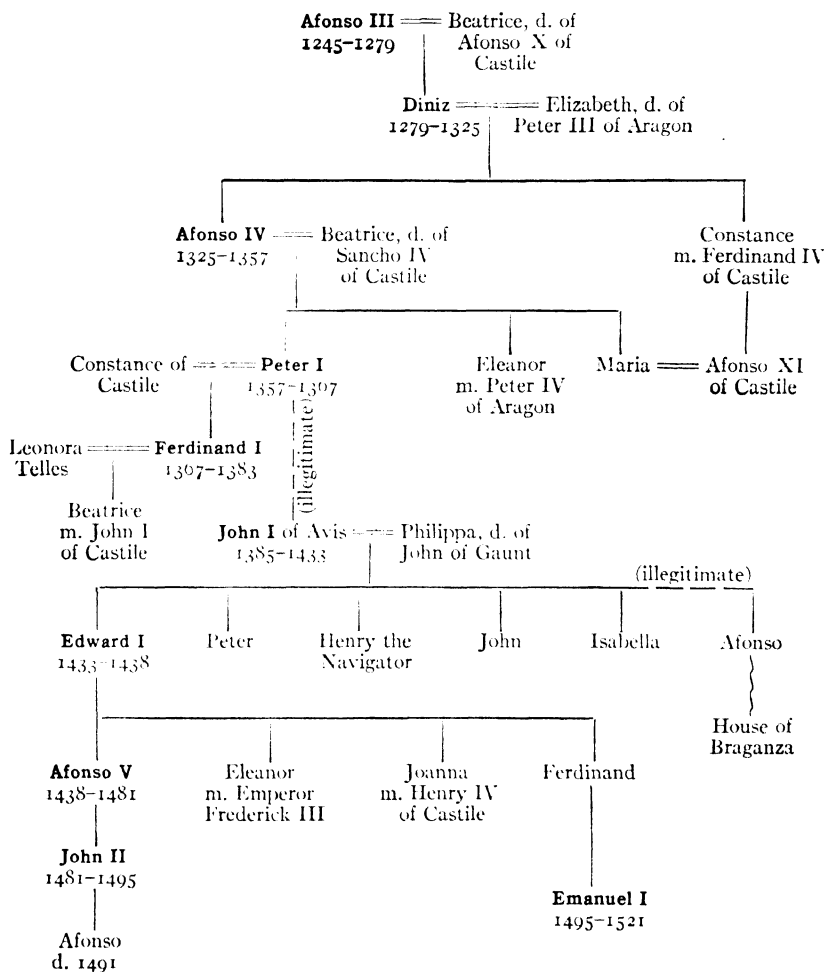 Afonso III
1245–1279
Beatrice, d. of
Afonso X of
Castile
Diniz
1279–1325
Elizabeth, d. of
Peter III of Aragon
Afonso IV
1325–1357
Beatrice, d. of
Sancho IV
of Castile
Constance
m. Ferdinand IV
of Castile
Constance of
Castile
Peter I
1357–1367
Eleanor
m. Peter IV
of Aragon
Maria
Afonso XI
of Castile
Leonora
Telles
Ferdinand I
1367–1383
(illegitimate)
Beatrice
m. John I
of Castile
John I of Avis
1385–1433
Philippa, d. of
John of Gaunt
(illegitimate)
Edward I
1433–1438
Peter
Henry the
Navigator
John
Isabella
Afonso
House of
Braganza
Afonso V
1438–1481
Eleanor
m. Emperor
Frederick III
Joanna
m. Henry IV
of Castile
Ferdinand
John II
1481–1495
Emanuel I
1495–1521
Afonso
d. 1491